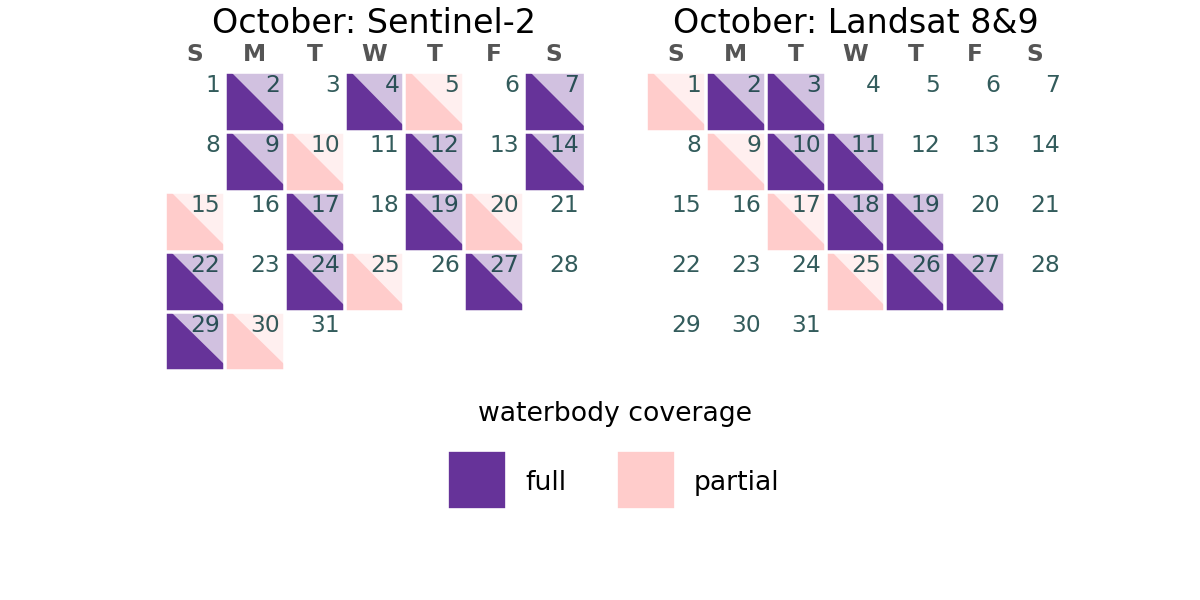 October: Sentinel-2
S M T W T F S
1 2 3 4 5 6 7
8 9 10 11 12 13 14
15 16 17 18 19 20 21
22 23 24 25 26 27 28
29 30 31
October: Landsat 8&9
S M T W T F S
1 2 3 4 5 6 7
8 9 10 11 12 13 14
15 16 17 18 19 20 21
22 23 24 25 26 27 28
29 30 31
waterbody coverage
full partial